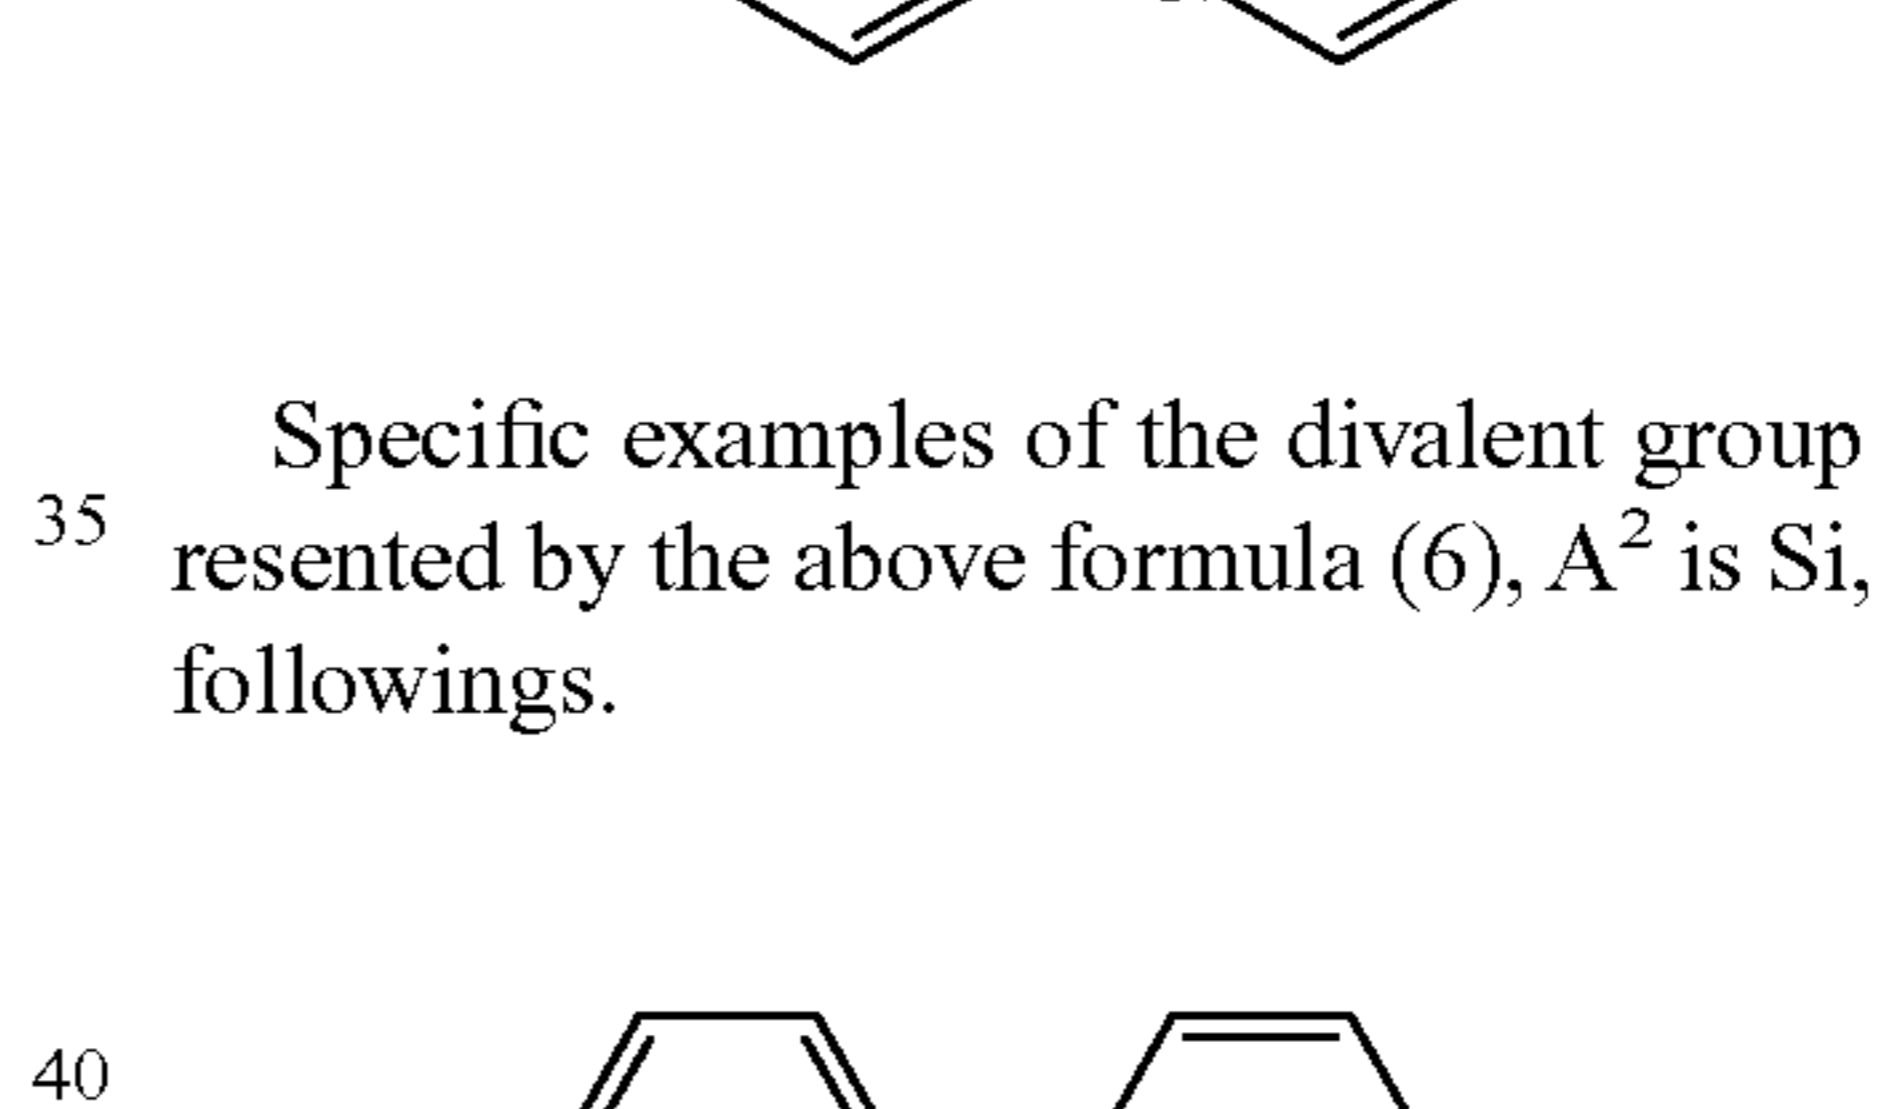 Specific examples of the divalent group
35
resented by the above formula (6), A² is Si,
followings.
40